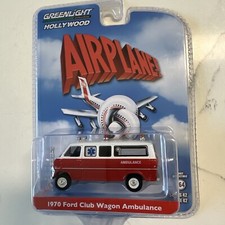 GREENLIGHT
HOLLYWOOD
AIRPLANE!
AMBULANCE
1970 Ford Club Wagon Ambulance